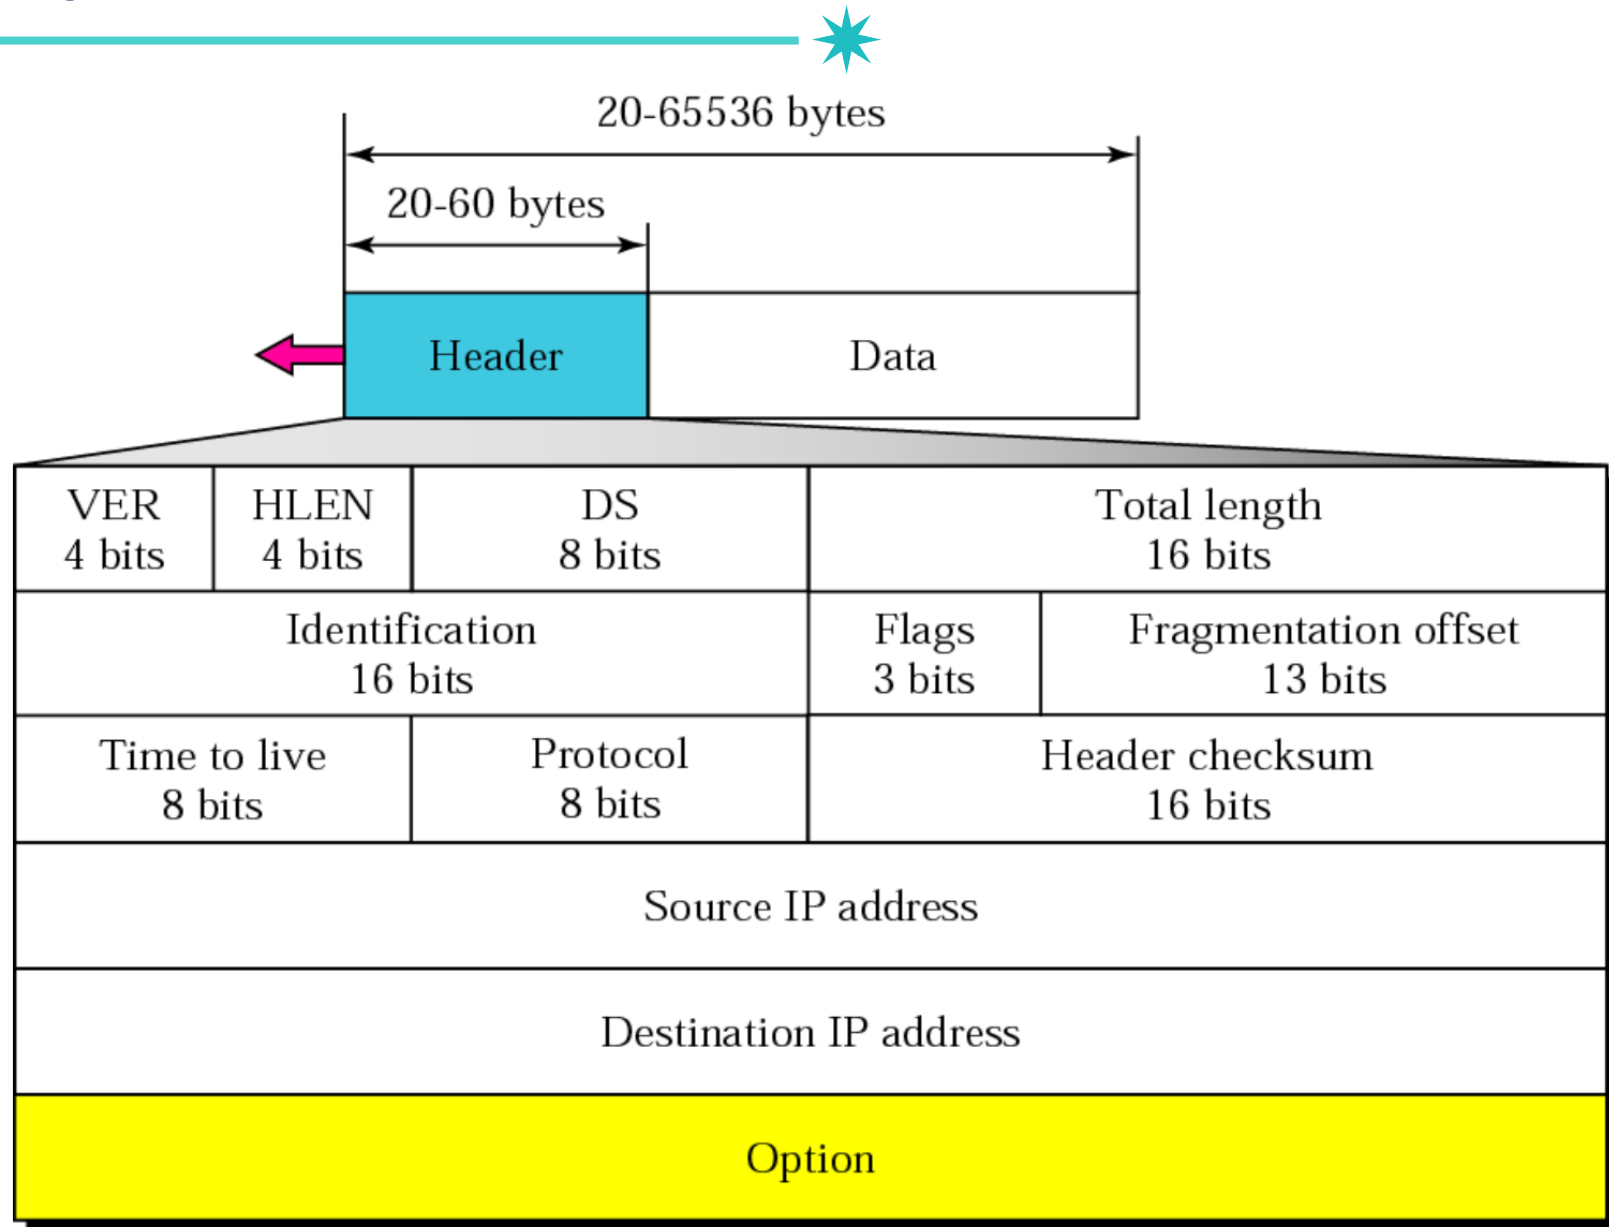 20-65536 bytes
20-60 bytes
Header
Data
VER
4 bits
HLEN
4 bits
DS
8 bits
Total length
16 bits
Identification
16 bits
Flags
3 bits
Fragmentation offset
13 bits
Time to live
8 bits
Protocol
8 bits
Header checksum
16 bits
Source IP address
Destination IP address
Option